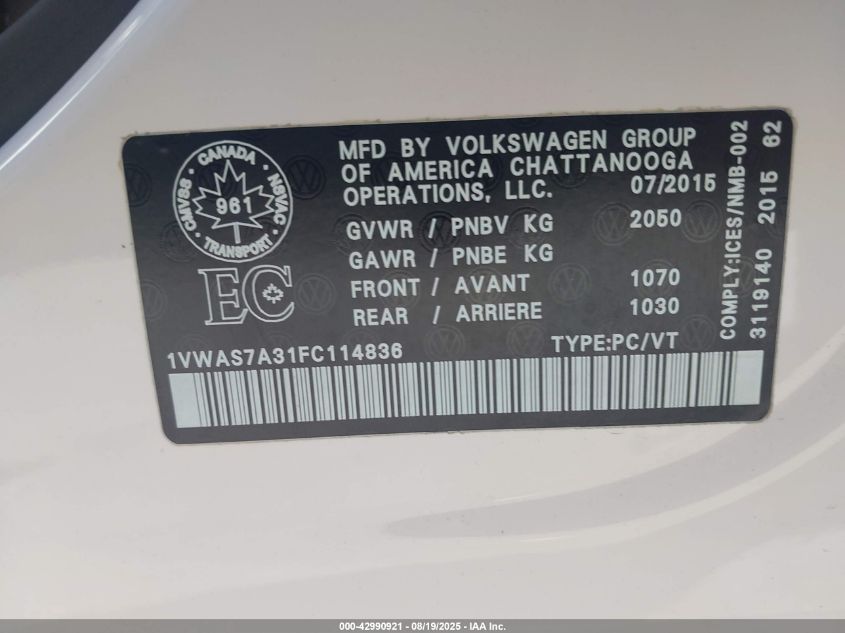 CANADA
CMVSS
NSVAC
961
TRANSPORT
EC
MFD BY VOLKSWAGEN GROUP
OF AMERICA CHATTANOOGA
OPERATIONS, LLC. 07/2015
GVWR / PNBV KG 2050
GAWR / PNBE KG
FRONT / AVANT 1070
REAR / ARRIERE 1030
1VWAS7A31FC114836 TYPE:PC/VT
COMPLY:ICES/NMB-002
3119140 2015 62
000-42990921 - 08/19/2025 - IAA Inc.